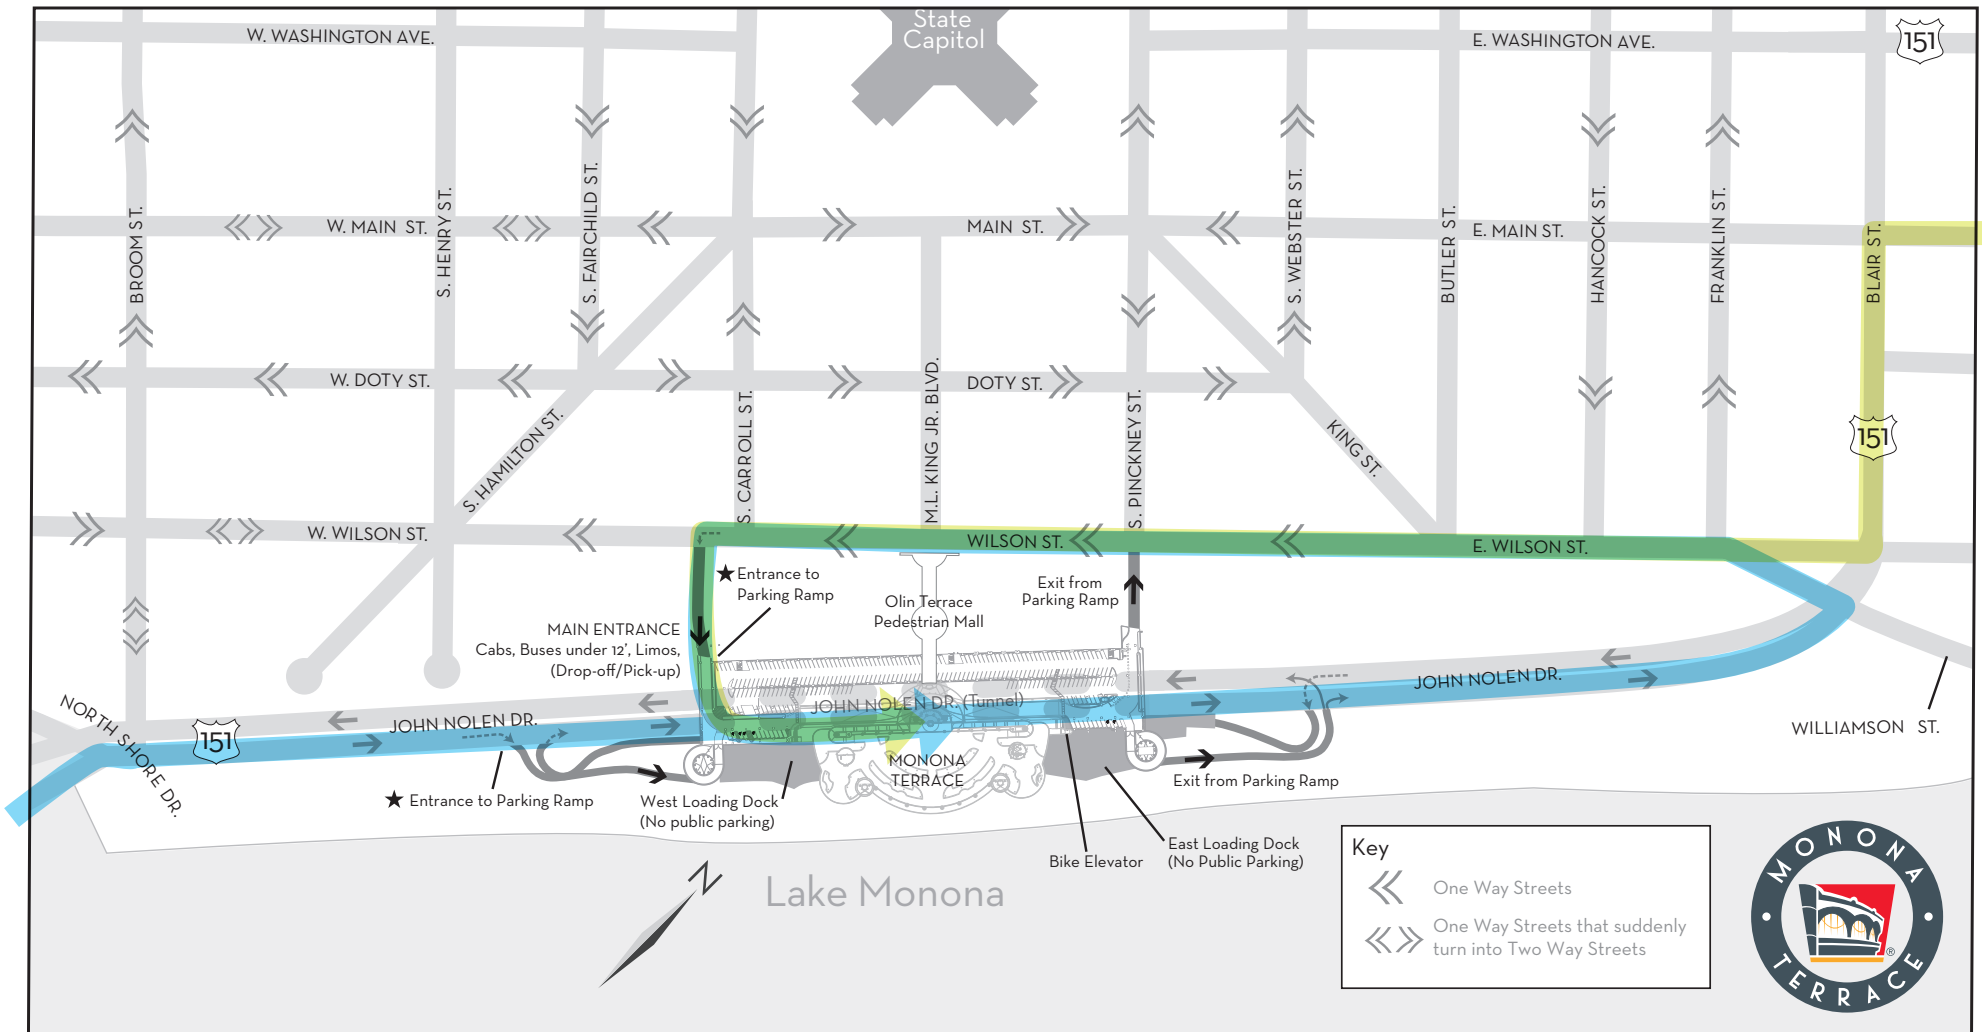 State
Capitol
W. WASHINGTON AVE.
E. WASHINGTON AVE.
151
BROOM ST.
S. HENRY ST.
S. FAIRCHILD ST.
W. MAIN ST.
MAIN ST.
E. MAIN ST.
S. WEBSTER ST.
BUTLER ST.
HANCOCK ST.
FRANKLIN ST.
BLAIR ST.
W. DOTY ST.
DOTY ST.
S. HAMILTON ST.
S. CARROLL ST.
M.L. KING JR. BLVD.
S. PINCKNEY ST.
KING ST.
151
W. WILSON ST.
WILSON ST.
E. WILSON ST.
★ Entrance to
Parking Ramp
Olin Terrace
Pedestrian Mall
Exit from
Parking Ramp
MAIN ENTRANCE
Cabs, Buses under 12', Limos,
(Drop-off/Pick-up)
NORTH SHORE DR.
151
JOHN NOLEN DR.
JOHN NOLEN DR. (Tunnel)
JOHN NOLEN DR.
WILLIAMSON ST.
MONONA
TERRACE
★ Entrance to Parking Ramp
West Loading Dock
(No public parking)
Exit from Parking Ramp
Bike Elevator
East Loading Dock
(No Public Parking)
N
Lake Monona
Key
One Way Streets
One Way Streets that suddenly
turn into Two Way Streets
MONONA
TERRACE
®